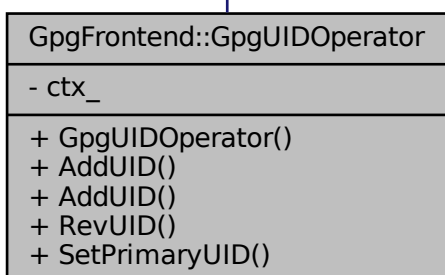 GpgFrontend::GpgUIDOperator
- ctx_
+ GpgUIDOperator()
+ AddUID()
+ AddUID()
+ RevUID()
+ SetPrimaryUID()